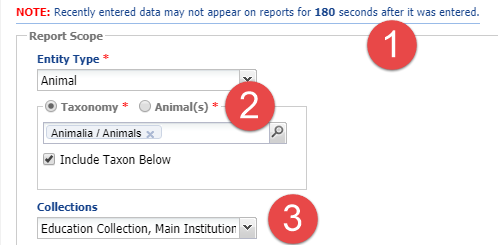 NOTE: Recently entered data may not appear on reports for 180 seconds after it was entered.
1
Report Scope
Entity Type *
Animal
Taxonomy * Animal(s) *
2
Animalia / Animals x
Include Taxon Below
Collections
3
Education Collection, Main Institution